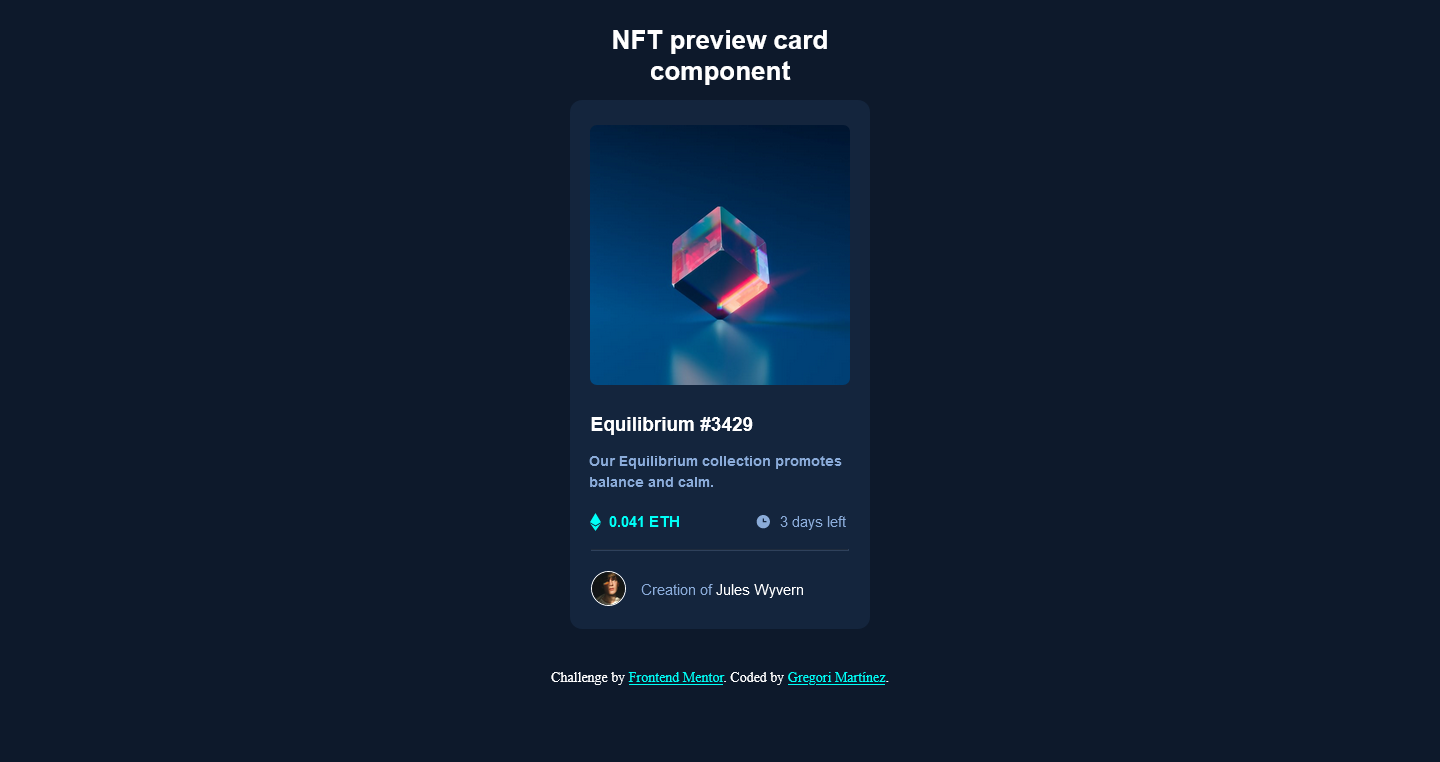 NFT preview card
component
Equilibrium #3429
Our Equilibrium collection promotes
balance and calm.
0.041 ETH
3 days left
Creation of Jules Wyvern
Challenge by Frontend Mentor. Coded by Gregori Martínez.